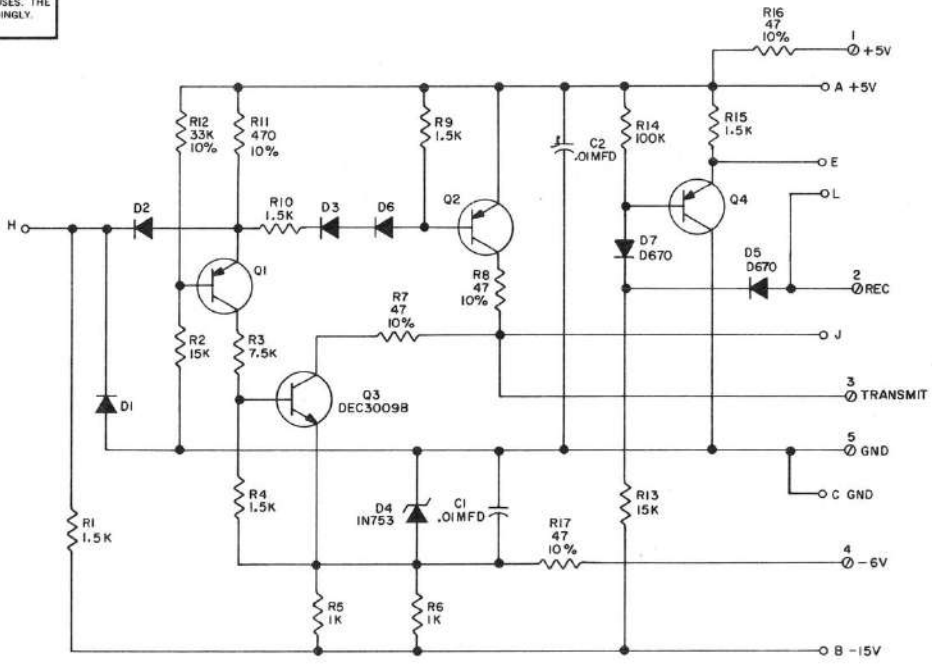 USES. THE
DINGLY.
R16
47
10%
1
+5V
A +5V
R12
33K
10%
R11
470
10%
R9
1.5K
C2
.01MFD
R14
100K
R15
1.5K
E
L
Q2
Q4
H
D2
R10
1.5K
D3
D6
D7
D670
D5
D670
2
REC
Q1
R8
47
10%
R7
47
10%
J
R2
15K
R3
7.5K
Q3
DEC3009B
3
TRANSMIT
D1
5
GND
C GND
R4
1.5K
D4
IN753
C1
.01MFD
R13
15K
R1
1.5K
R17
47
10%
4
-6V
R5
1K
R6
1K
B -15V